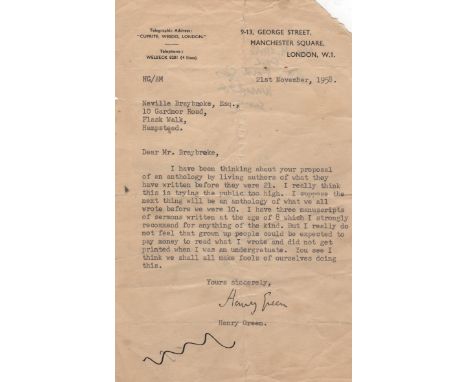 Telegraphic Address:
"CUPRITE, WESDO, LONDON."
Telephone:
WELBECK 8281 (4 lines)
9-13, GEORGE STREET,
MANCHESTER SQUARE,
LONDON, W.1.
HG/SM
21st November, 1958.
Neville Braybrooke, Esq.,
10 Gardnor Road,
Flask Walk,
Hampstead.
Dear Mr. Braybroke,
I have been thinking about your proposal
of an anthology by living authors of what they
have written before they were 21. I really think
this is trying the public too high. I suppose the
next thing will be an anthology of what we all
wrote before we were 10. I have three manuscripts
of sermons written at the age of 8 which I strongly
recommend for anything of the kind. But I really do
not feel that grown up people could be expected to
pay money to read what I wrote and did not get
printed when I was an undergratuate. You see I
think we shall all make fools of ourselves doing
this.
Yours sincerely,
Henry Green
Henry Green.